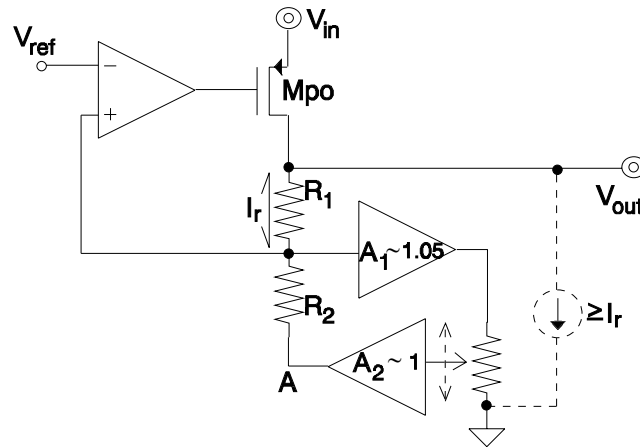 V_in
V_ref
−
Mpo
+
R_1
I_r
V_out
A_1 ~ 1.05
R_2
≥I_r
A_2 ~ 1
A